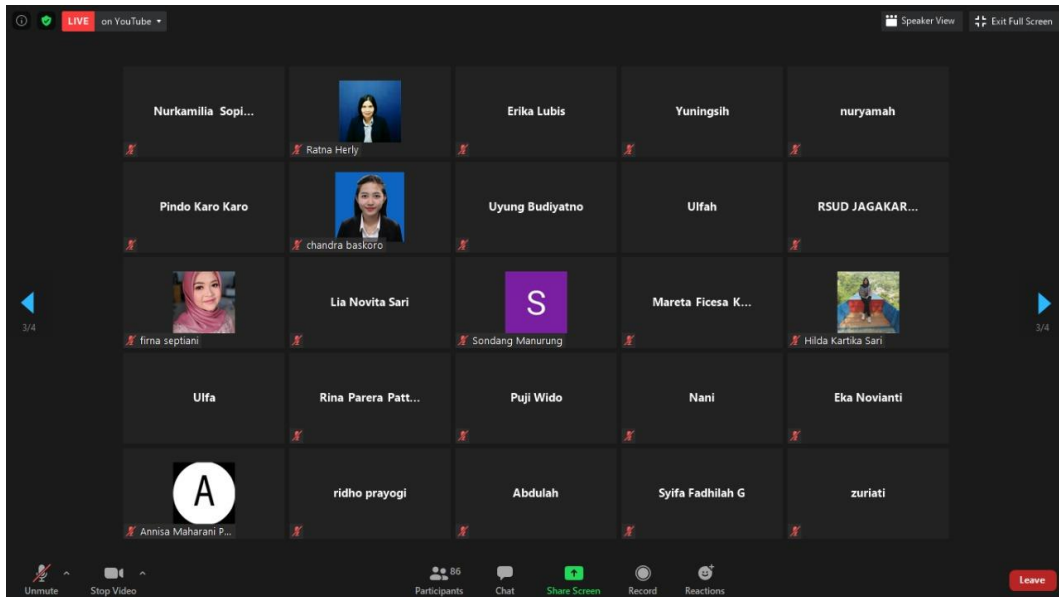 LIVE on YouTube
Speaker View
Exit Full Screen
Nurkamilia Sopi...
Ratna Herly
Erika Lubis
Yuningsih
nuryamah
Pindo Karo Karo
chandra baskoro
Uyung Budiyatno
Ulfah
RSUD JAGAKAR...
firna septiani
Lia Novita Sari
S
Sondang Manurung
Mareta Ficesa K...
Hilda Kartika Sari
3/4
3/4
Ulfa
Rina Parera Patt...
Puji Wido
Nani
Eka Novianti
A
Annisa Maharani P...
ridho prayogi
Abdulah
Syifa Fadhilah G
zuriati
Unmute
Stop Video
86
Participants
Chat
Share Screen
Record
Reactions
Leave